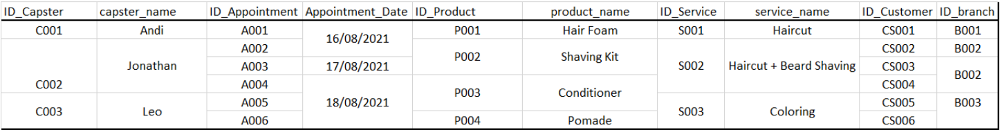 ID_Capster capster_name ID_Appointment Appointment_Date ID_Product product_name ID_Service service_name ID_Customer ID_branch
C001 Andi A001 16/08/2021 P001 Hair Foam S001 Haircut CS001 B001
A002 CS002 B002
Jonathan A003 17/08/2021 P002 Shaving Kit S002 Haircut + Beard Shaving CS003 B002
C002 A004 CS004
C003 Leo A005 18/08/2021 P003 Conditioner S003 Coloring CS005 B003
A006 P004 Pomade CS006